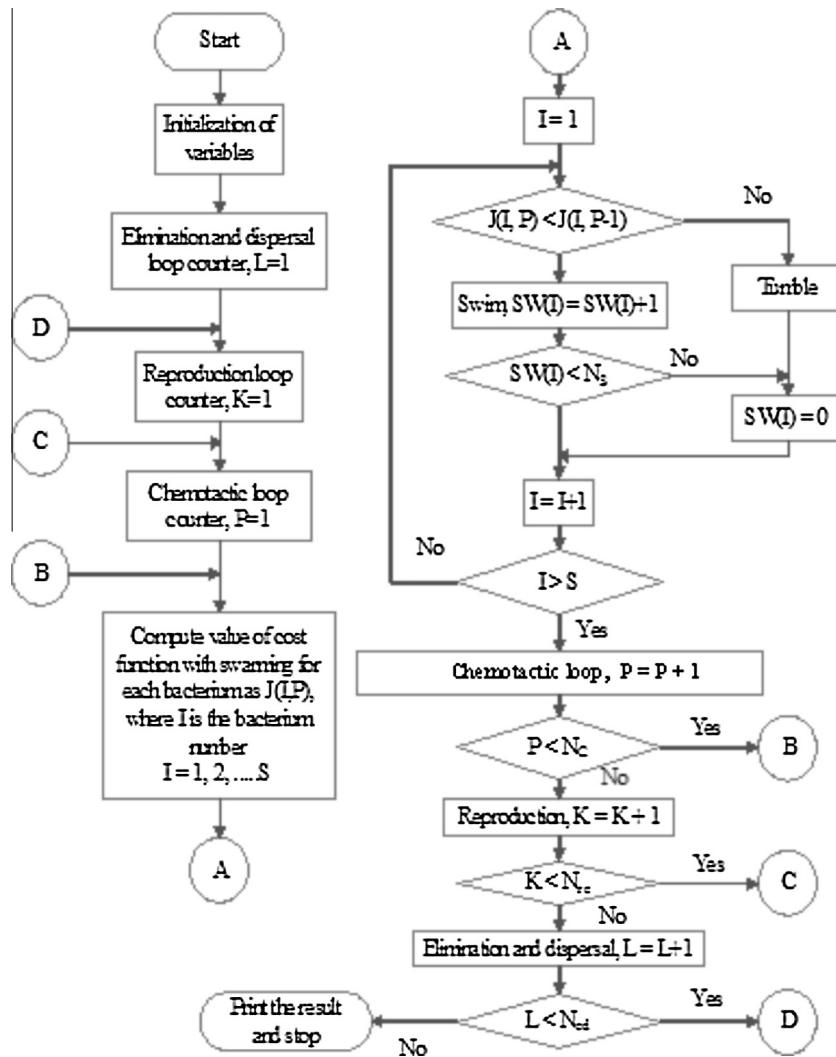 Start
Initialization of
variables
Elimination and dispersal
loop counter, L=1
D
Reproduction loop
counter, K=1
C
Chemotactic loop
counter, P=1
B
Compute value of cost
function with swarming for
each bacterium as J(I,P),
where I is the bacterium
number
I = 1, 2, .....S
A
A
I = 1
J(I, P) < J(I, P-1)
No
Tumble
Swim, SW(I) = SW(I)+1
SW(I) < Ns
No
SW(I) = 0
I = I+1
No
I > S
Yes
Chemotactic loop, P = P + 1
P < NC
Yes
B
No
Reproduction, K = K + 1
K < Nre
Yes
C
No
Elimination and dispersal, L = L+1
L < Ned
Yes
D
Print the result
and stop
No